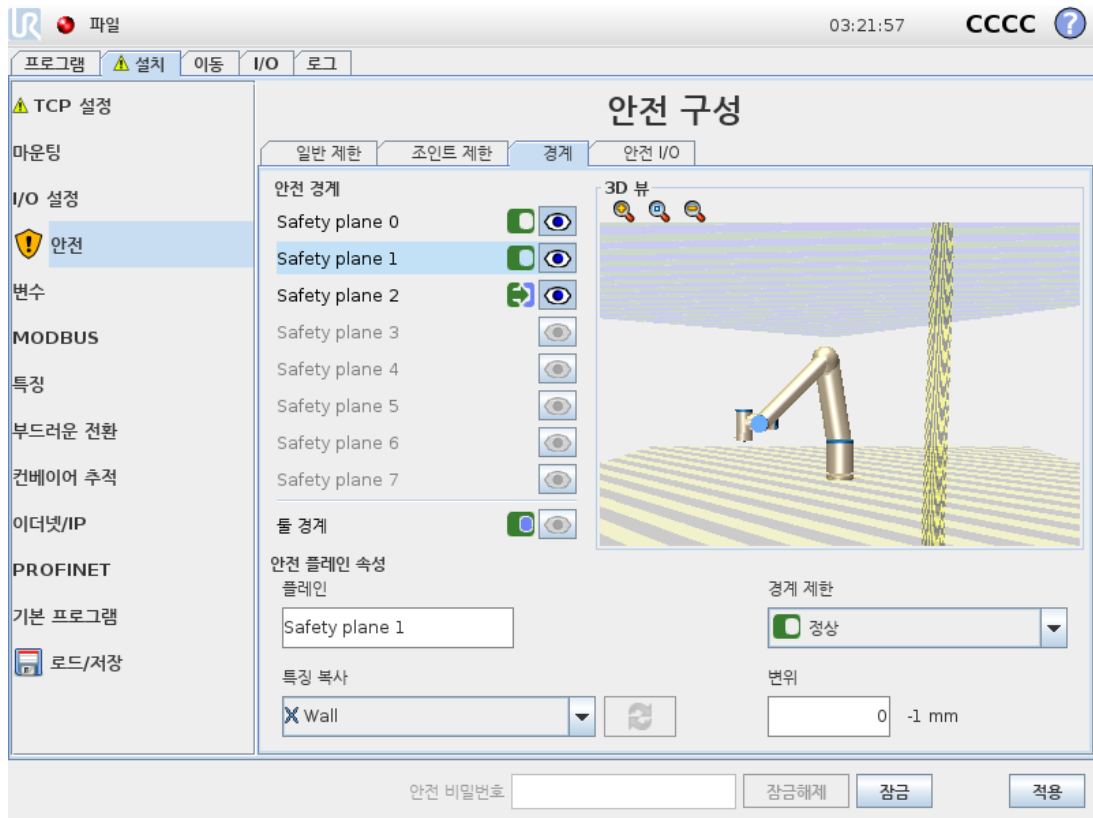 UR 파일 03:21:57 CCCC ?
프로그램 설치 이동 I/O 로그
TCP 설정
마운팅
I/O 설정
안전
변수
MODBUS
특징
부드러운 전환
컨베이어 추적
이더넷/IP
PROFINET
기본 프로그램
로드/저장
안전 구성
일반 제한 조인트 제한 경계 안전 I/O
안전 경계
Safety plane 0
Safety plane 1
Safety plane 2
Safety plane 3
Safety plane 4
Safety plane 5
Safety plane 6
Safety plane 7
툴 경계
3D 뷰
안전 플레인 속성
플레인
Safety plane 1
경계 제한
정상
특징 복사
Wall
변위
0 -1 mm
안전 비밀번호 잠금해제 잠금 적용